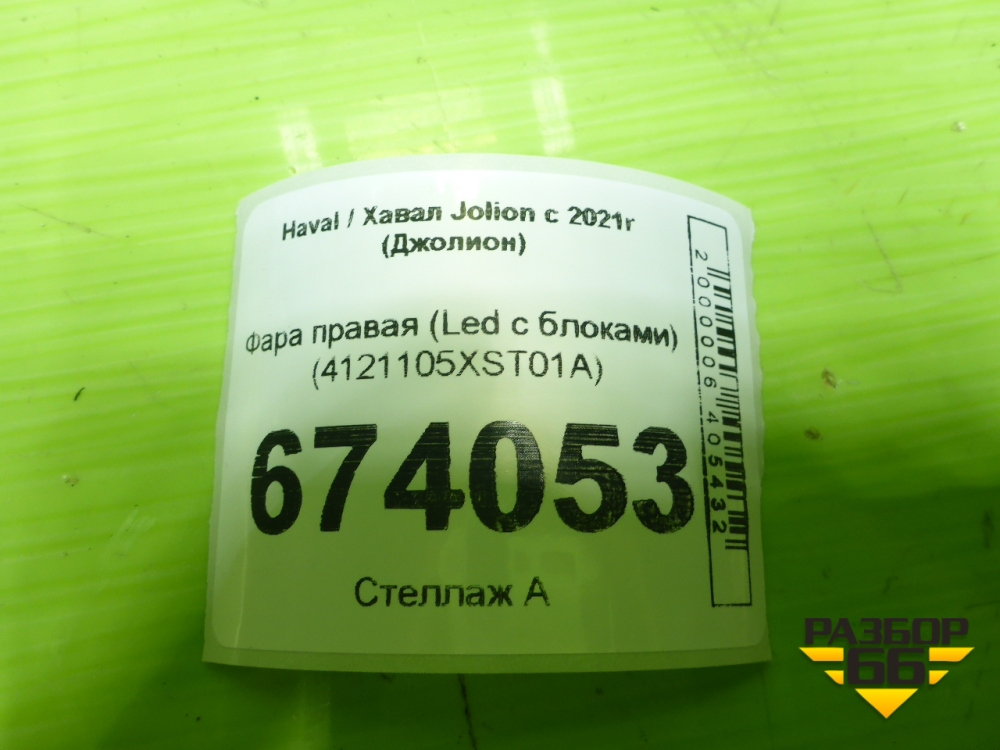 Haval / Хавал Jolion с 2021г
(Джолион)
Фара правая (Led с блоками)
(4121105XST01A)
674053
Стеллаж А
2000006405432
РАЗБОР
66